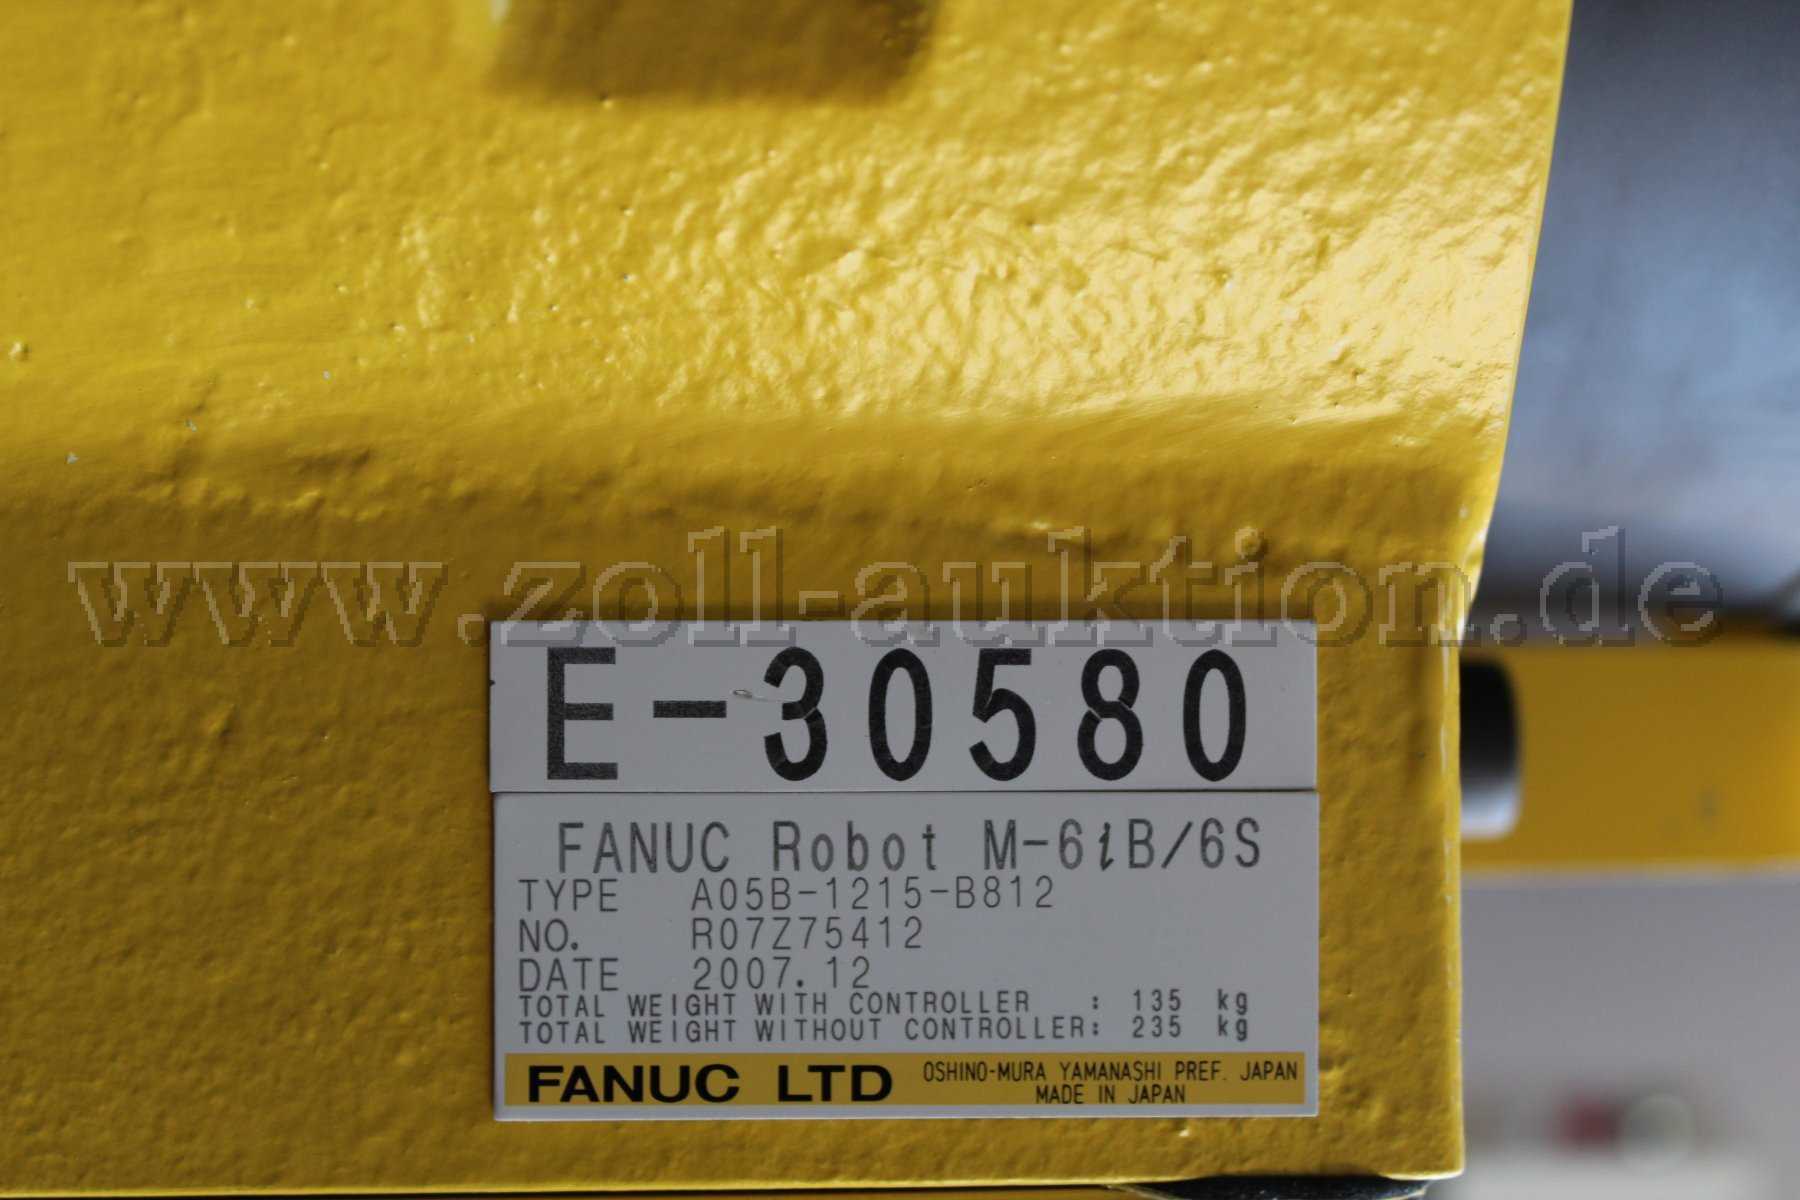 www.zoll-auktion.de
E-30580
FANUC Robot M-6iB/6S
TYPE A05B-1215-B812
NO. R07Z75412
DATE 2007.12
TOTAL WEIGHT WITH CONTROLLER : 135 kg
TOTAL WEIGHT WITHOUT CONTROLLER: 235 kg
FANUC LTD
OSHINO-MURA YAMANASHI PREF. JAPAN
MADE IN JAPAN